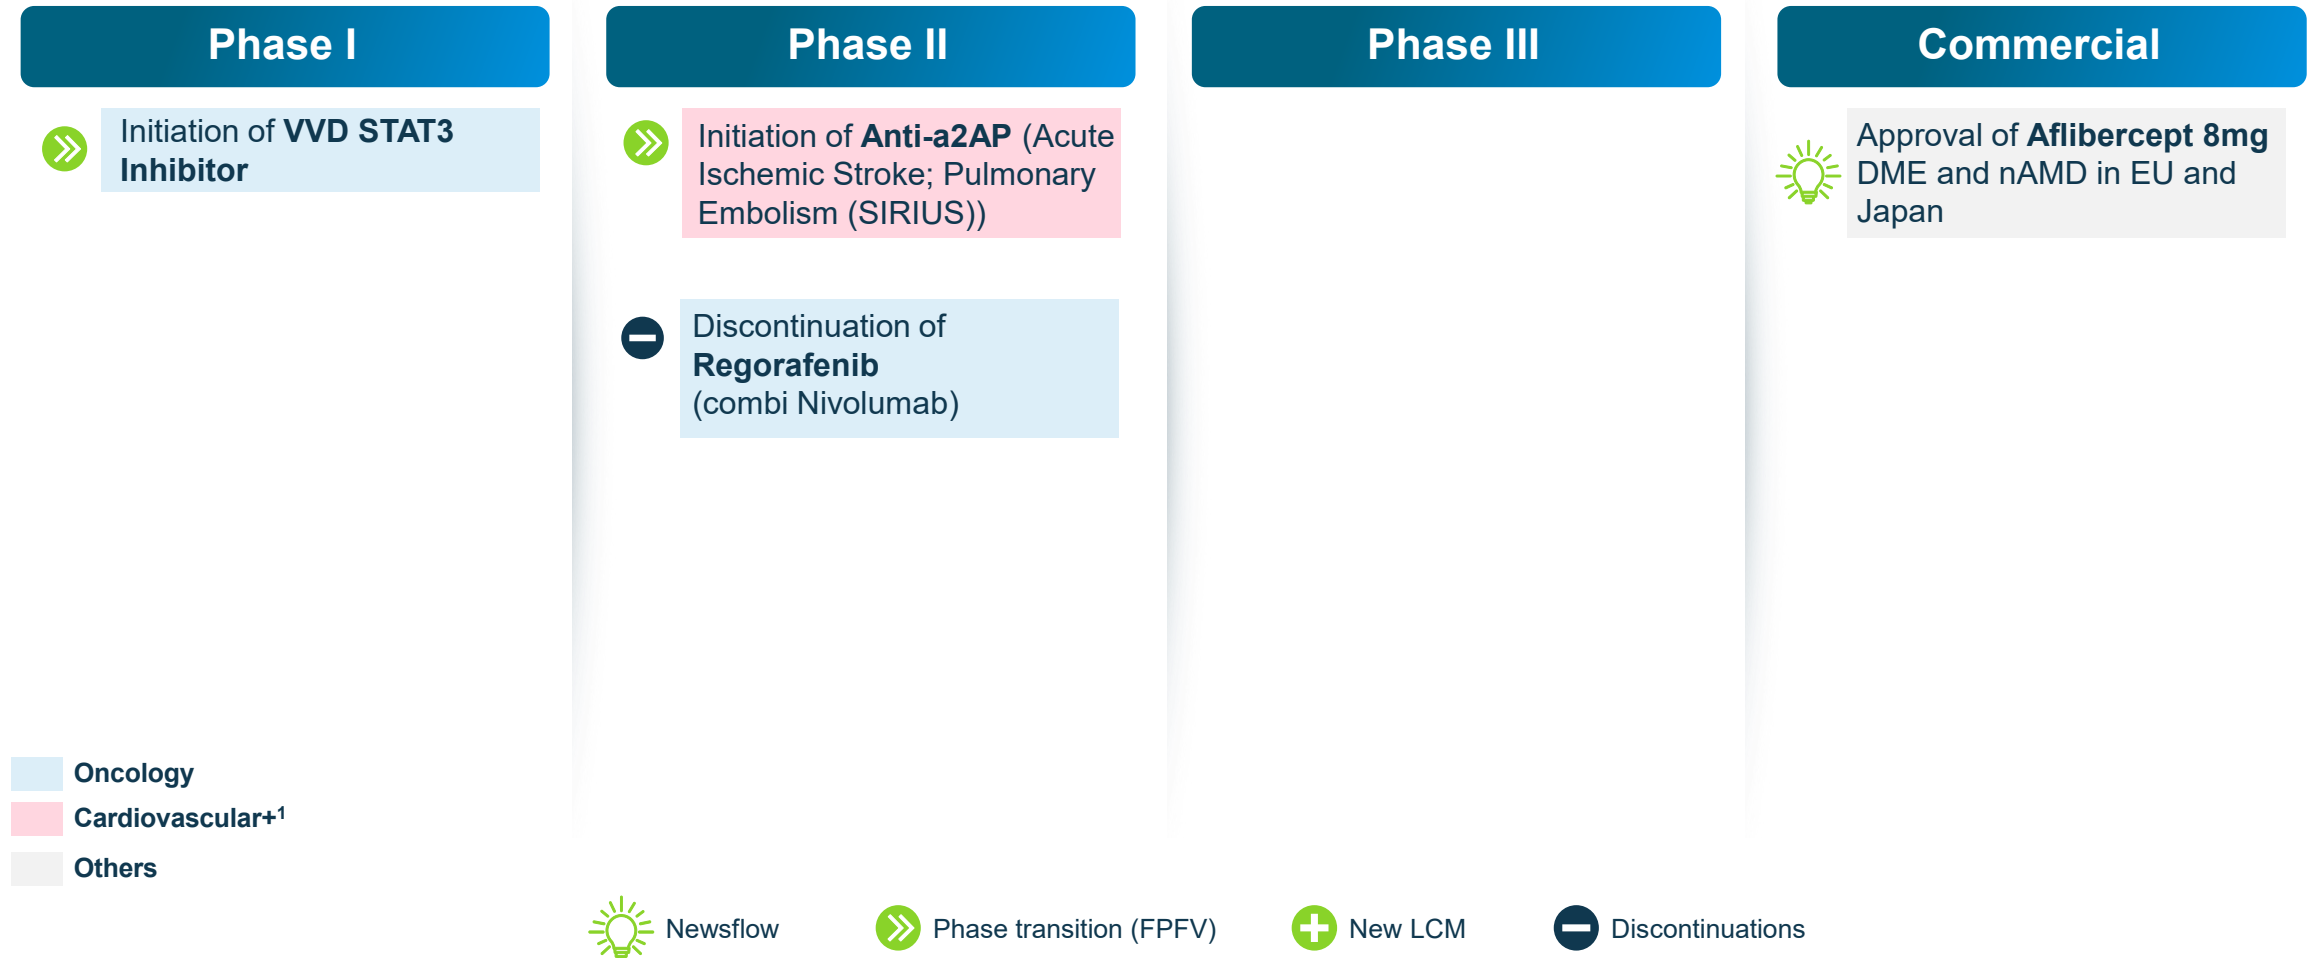 Phase I
Initiation of VVD STAT3
Inhibitor
Phase II
Initiation of Anti-a2AP (Acute
Ischemic Stroke; Pulmonary
Embolism (SIRIUS))
Discontinuation of
Regorafenib
(combi Nivolumab)
Phase III
Commercial
Approval of Aflibercept 8mg
DME and nAMD in EU and
Japan
Oncology
Cardiovascular+¹
Others
Newsflow
Phase transition (FPFV)
New LCM
Discontinuations